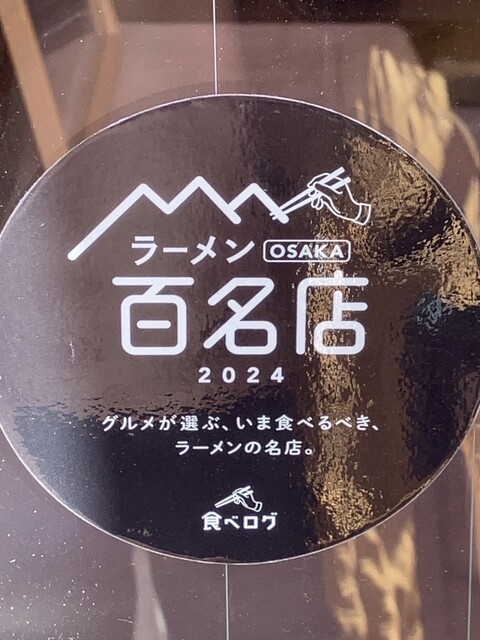 ラーメン OSAKA
百名店
2024
グルメが選ぶ、いま食べるべき、
ラーメンの名店。
食べログ